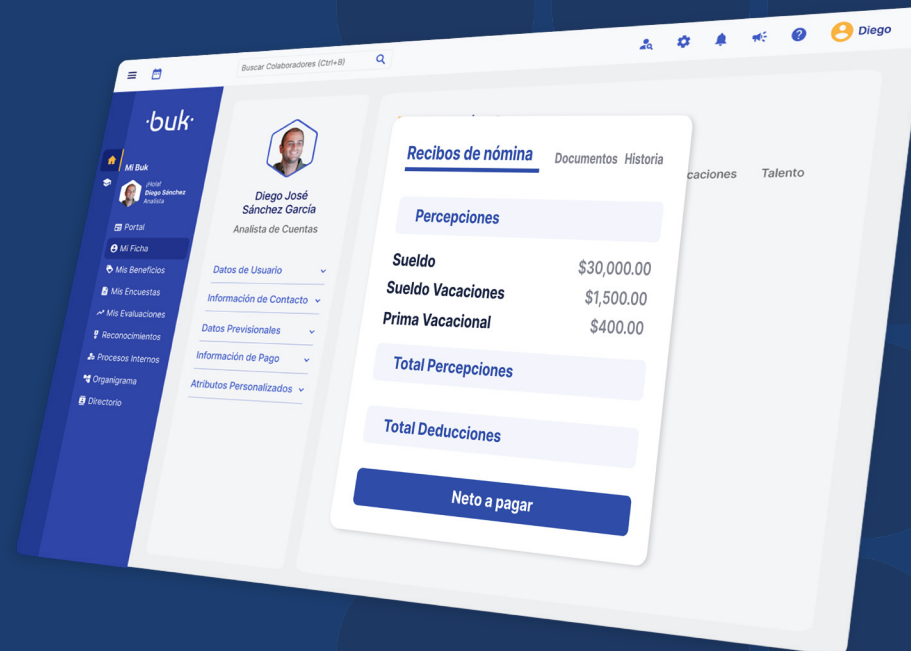 Buscar Colaboradores (Ctrl+B)
Diego
·buk·
Mi Buk
¡Hola!
Diego Sánchez
Analista
Portal
Mi Ficha
Mis Beneficios
Mis Encuestas
Mis Evaluaciones
Reconocimientos
Procesos Internos
Organigrama
Directorio
Diego José
Sánchez García
Analista de Cuentas
Datos de Usuario
Información de Contacto
Datos Previsionales
Información de Pago
Atributos Personalizados
Recibos de nómina Documentos Historia
caciones Talento
Percepciones
Sueldo $30,000.00
Sueldo Vacaciones $1,500.00
Prima Vacacional $400.00
Total Percepciones
Total Deducciones
Neto a pagar